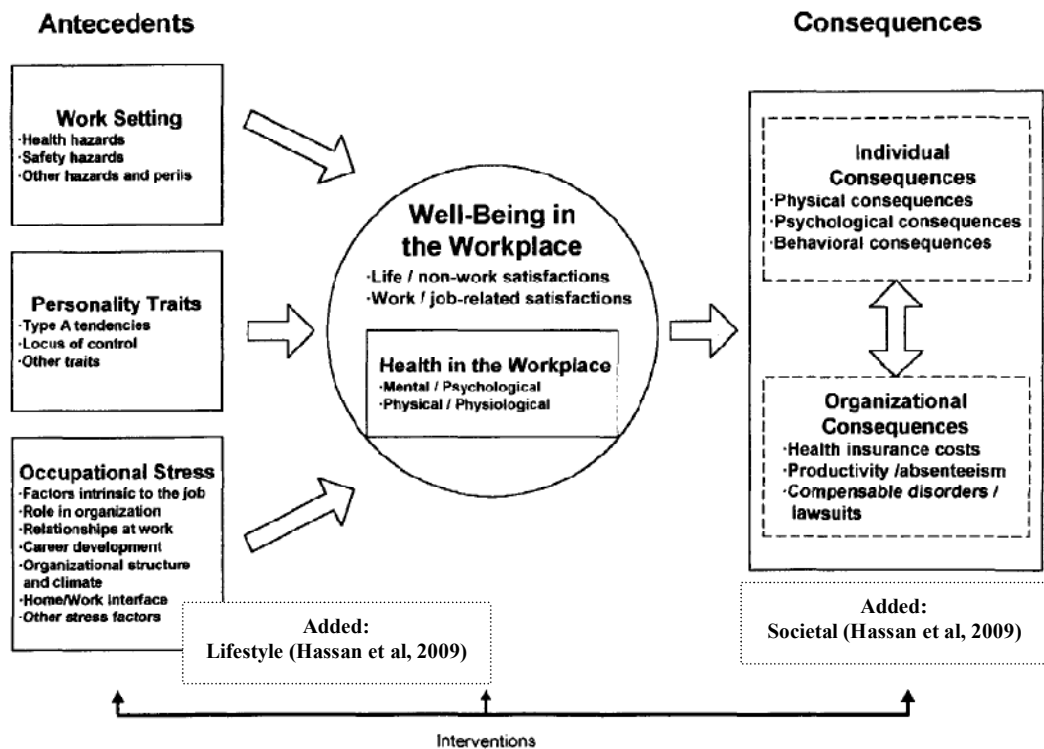 Antecedents
Consequences
Work Setting
·Health hazards
·Safety hazards
·Other hazards and perils
Personality Traits
·Type A tendencies
·Locus of control
·Other traits
Occupational Stress
·Factors intrinsic to the job
·Role in organization
·Relationships at work
·Career development
·Organizational structure
and climate
·Home/Work interface
·Other stress factors
Added:
Lifestyle (Hassan et al, 2009)
Well-Being in
the Workplace
·Life / non-work satisfactions
·Work / job-related satisfactions
Health in the Workplace
·Mental / Psychological
·Physical / Physiological
Individual
Consequences
·Physical consequences
·Psychological consequences
·Behavioral consequences
Organizational
Consequences
·Health insurance costs
·Productivity /absenteeism
·Compensable disorders /
lawsuits
Added:
Societal (Hassan et al, 2009)
Interventions